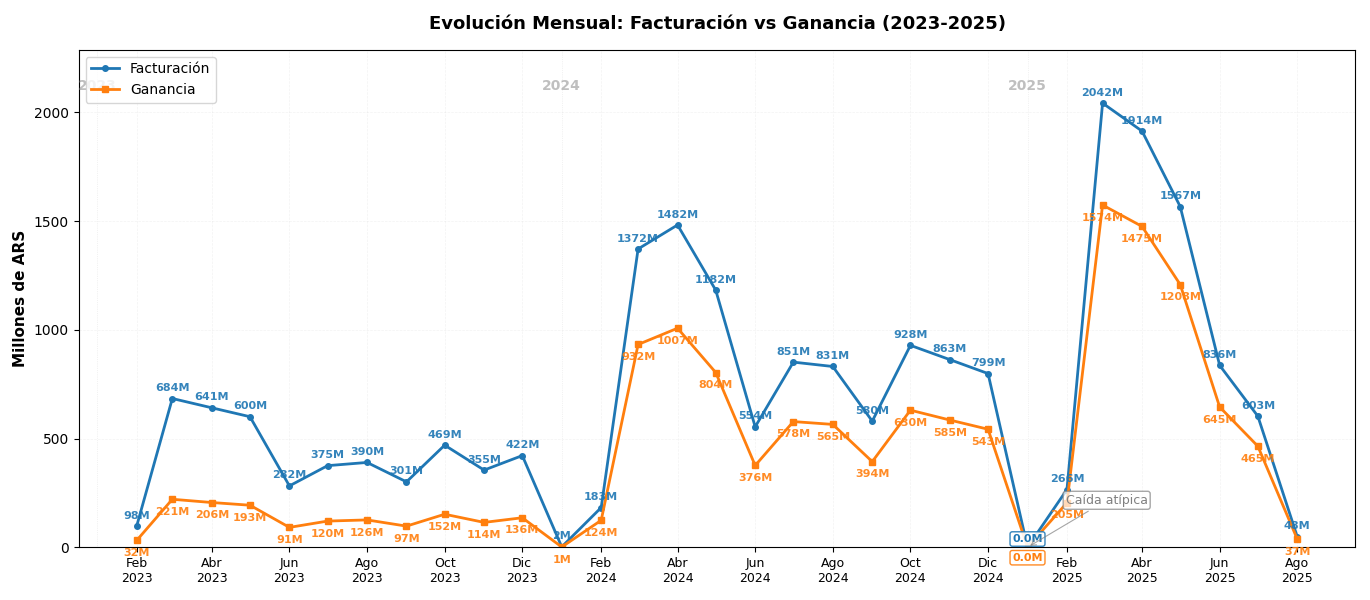 Evolución Mensual: Facturación vs Ganancia (2023-2025)
Facturación
Ganancia
2023
2024
2025
Millones de ARS
2000
1500
1000
500
0
98M
684M
641M
600M
282M
375M
390M
301M
469M
355M
422M
2M
183M
1372M
1482M
1182M
554M
851M
831M
580M
928M
863M
799M
0.0M
266M
2042M
1914M
1567M
836M
603M
48M
32M
221M
206M
193M
91M
120M
126M
97M
152M
114M
136M
1M
124M
932M
1007M
804M
376M
578M
565M
394M
630M
585M
543M
0.0M
205M
1574M
1475M
1208M
645M
465M
37M
Caída atípica
Feb
2023
Abr
2023
Jun
2023
Ago
2023
Oct
2023
Dic
2023
Feb
2024
Abr
2024
Jun
2024
Ago
2024
Oct
2024
Dic
2024
Feb
2025
Abr
2025
Jun
2025
Ago
2025